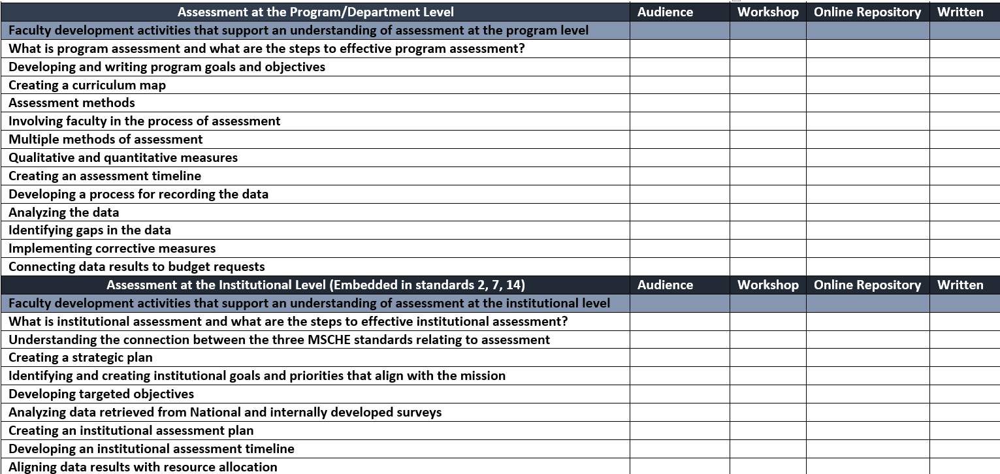 Assessment at the Program/Department Level Audience Workshop Online Repository Written
Faculty development activities that support an understanding of assessment at the program level
What is program assessment and what are the steps to effective program assessment?
Developing and writing program goals and objectives
Creating a curriculum map
Assessment methods
Involving faculty in the process of assessment
Multiple methods of assessment
Qualitative and quantitative measures
Creating an assessment timeline
Developing a process for recording the data
Analyzing the data
Identifying gaps in the data
Implementing corrective measures
Connecting data results to budget requests
Assessment at the Institutional Level (Embedded in standards 2, 7, 14) Audience Workshop Online Repository Written
Faculty development activities that support an understanding of assessment at the institutional level
What is institutional assessment and what are the steps to effective institutional assessment?
Understanding the connection between the three MSCHE standards relating to assessment
Creating a strategic plan
Identifying and creating institutional goals and priorities that align with the mission
Developing targeted objectives
Analyzing data retrieved from National and internally developed surveys
Creating an institutional assessment plan
Developing an institutional assessment timeline
Aligning data results with resource allocation